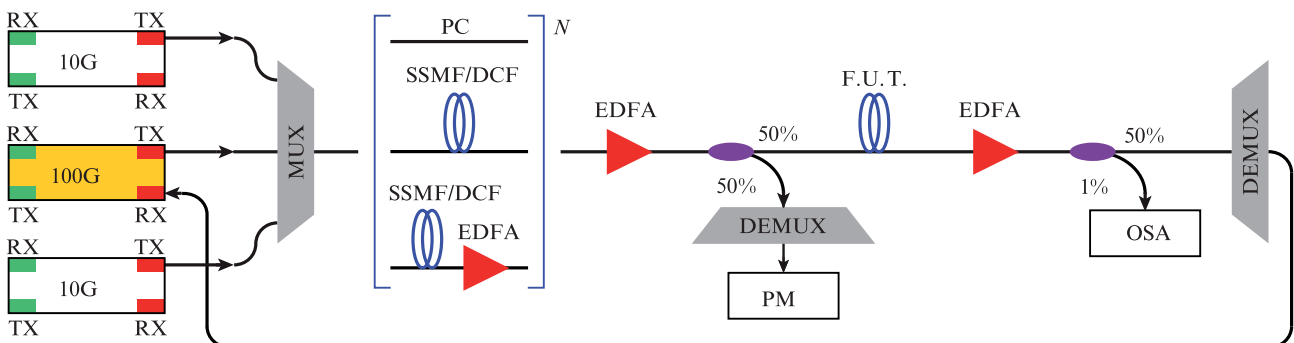 RX TX
10G
TX RX
RX TX
100G
TX RX
RX TX
10G
TX RX
MUX
PC
N
SSMF/DCF
SSMF/DCF
EDFA
EDFA
50%
50%
DEMUX
PM
F.U.T.
EDFA
50%
1%
OSA
DEMUX